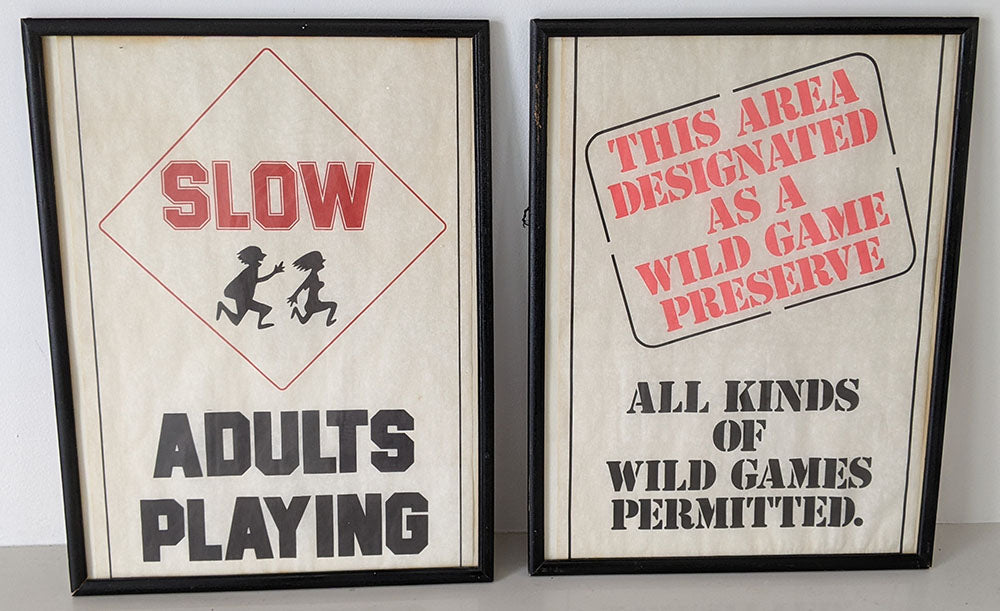 SLOW
ADULTS
PLAYING
THIS AREA
DESIGNATED
AS A
WILD GAME
PRESERVE
ALL KINDS
OF
WILD GAMES
PERMITTED.